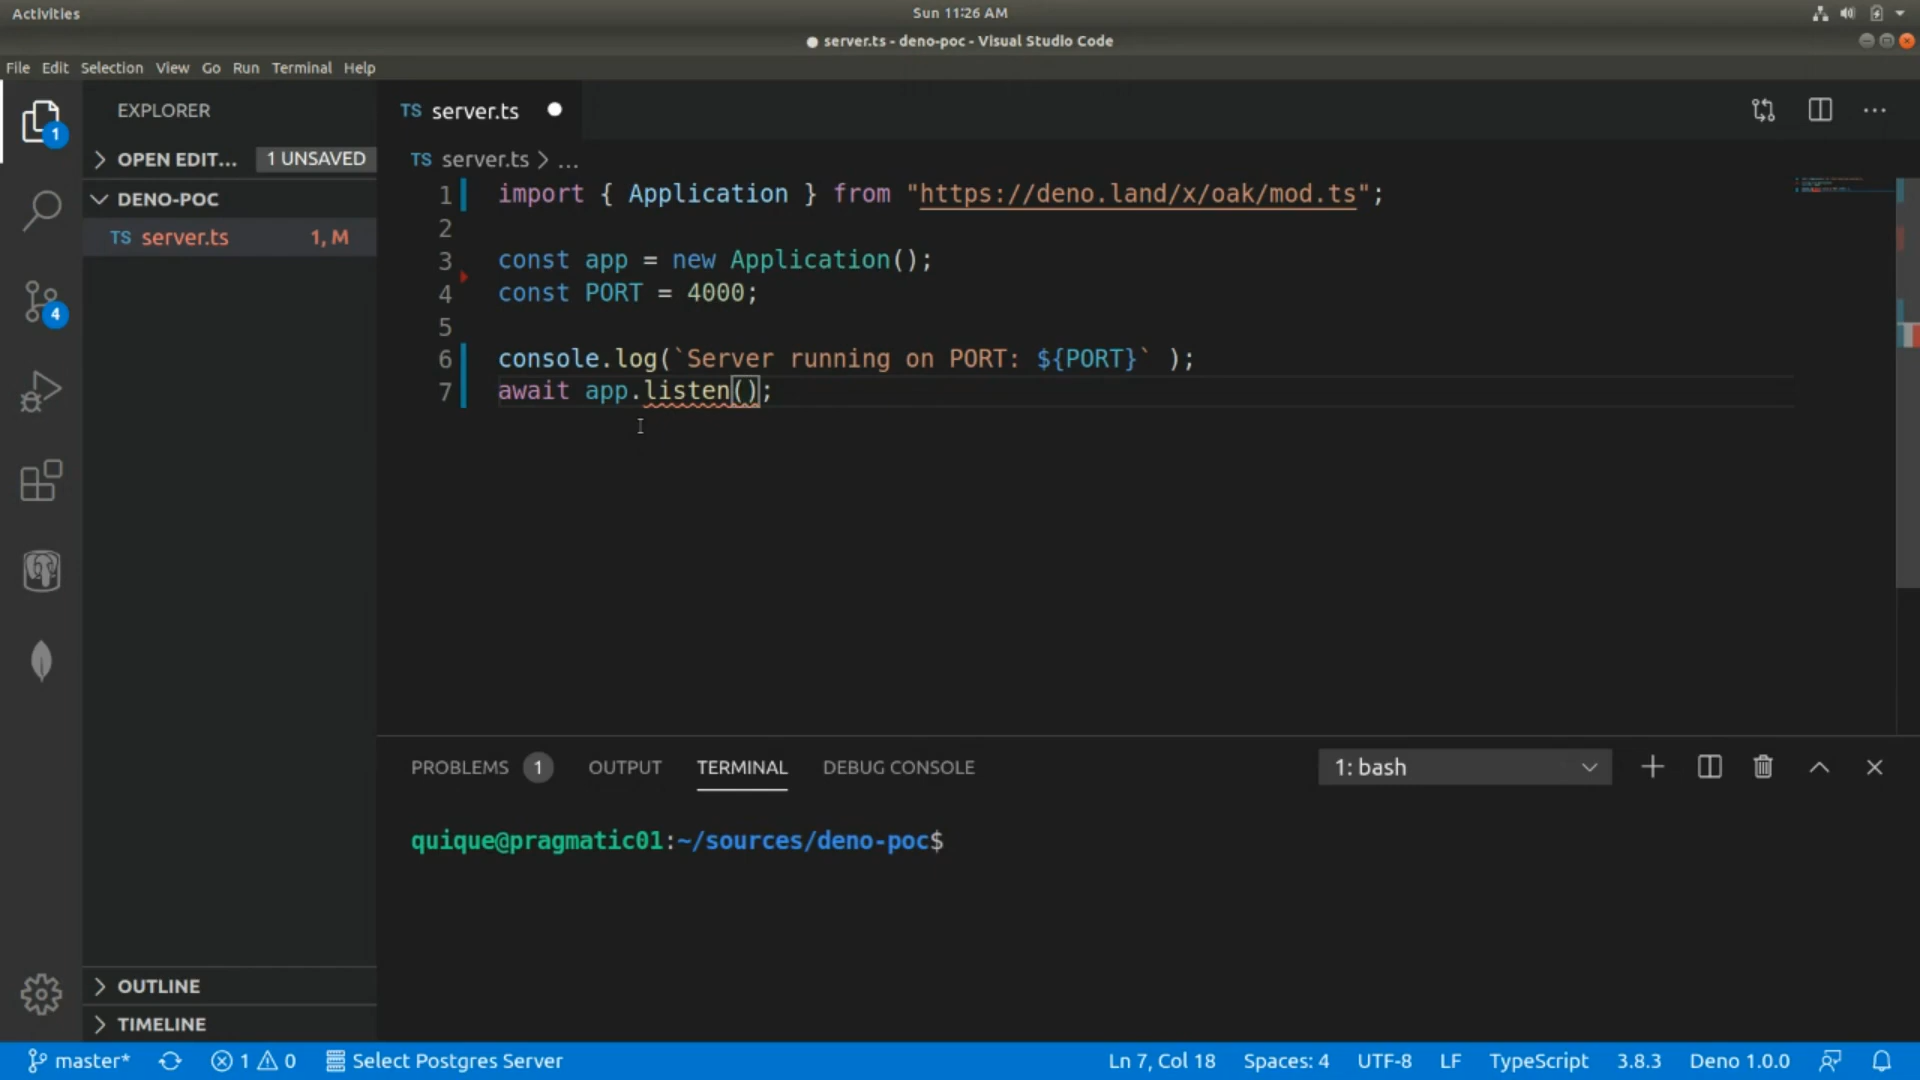 Activities
Sun 11:26 AM
● server.ts - deno-poc - Visual Studio Code
File Edit Selection View Go Run Terminal Help
1
EXPLORER
TS server.ts
OPEN EDIT... 1 UNSAVED
TS server.ts > ...
DENO-POC
1 import { Application } from "https://deno.land/x/oak/mod.ts";
2
TS server.ts 1, M
3 const app = new Application();
4 const PORT = 4000;
4
5
6 console.log(`Server running on PORT: ${PORT}` );
7 await app.listen();
PROBLEMS 1 OUTPUT TERMINAL DEBUG CONSOLE 1: bash
quique@pragmatic01:~/sources/deno-poc$
OUTLINE
TIMELINE
master* 1 0 Select Postgres Server Ln 7, Col 18 Spaces: 4 UTF-8 LF TypeScript 3.8.3 Deno 1.0.0